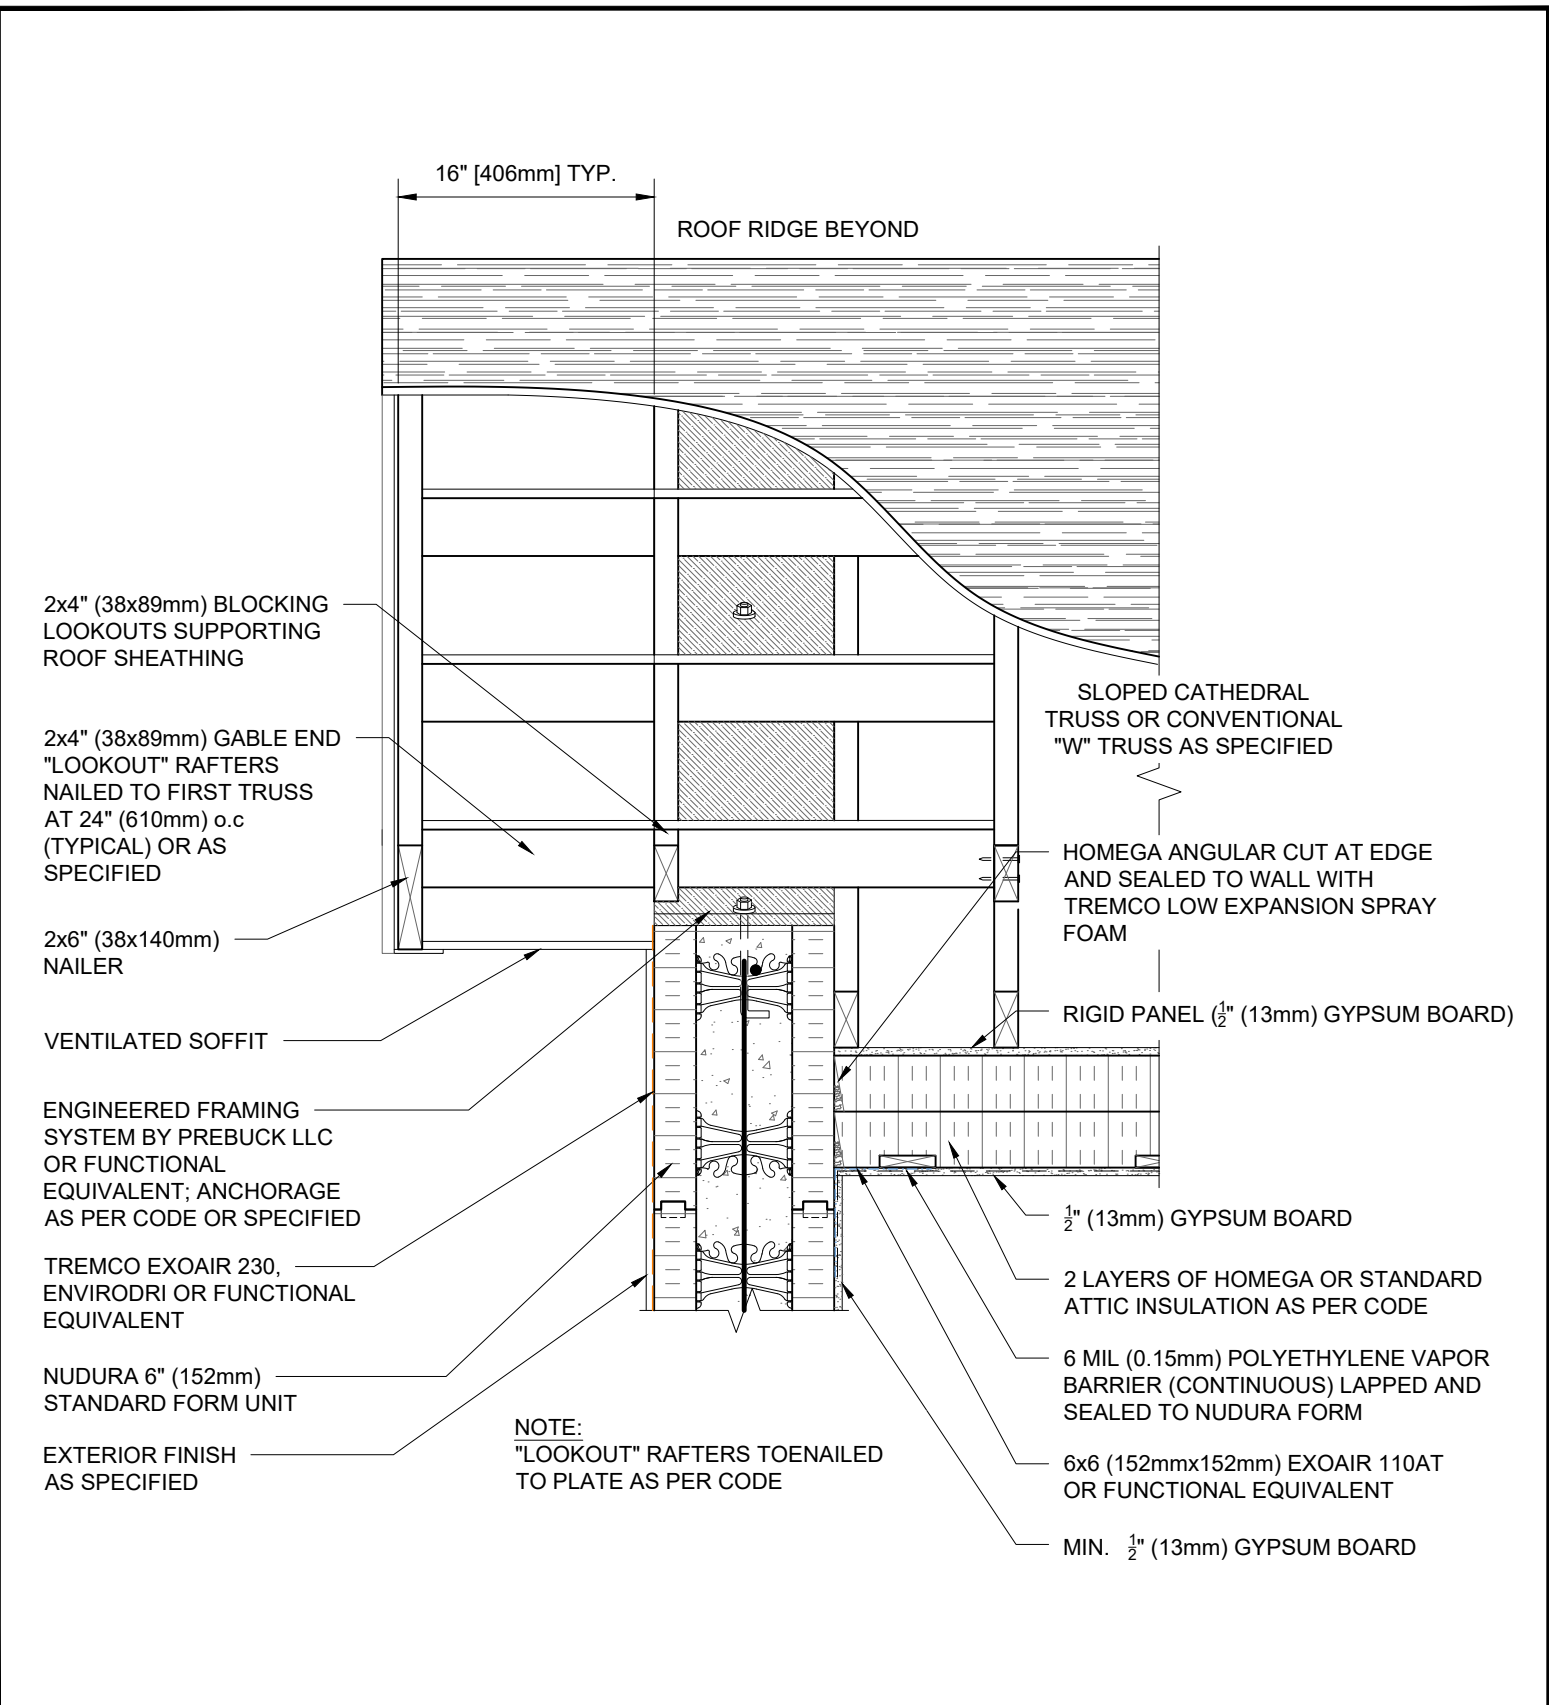 16" [406mm] TYP.
ROOF RIDGE BEYOND
2x4" (38x89mm) BLOCKING
LOOKOUTS SUPPORTING
ROOF SHEATHING
2x4" (38x89mm) GABLE END
"LOOKOUT" RAFTERS
NAILED TO FIRST TRUSS
AT 24" (610mm) o.c
(TYPICAL) OR AS
SPECIFIED
2x6" (38x140mm)
NAILER
VENTILATED SOFFIT
ENGINEERED FRAMING
SYSTEM BY PREBUCK LLC
OR FUNCTIONAL
EQUIVALENT; ANCHORAGE
AS PER CODE OR SPECIFIED
TREMCO EXOAIR 230,
ENVIRODRI OR FUNCTIONAL
EQUIVALENT
NUDURA 6" (152mm)
STANDARD FORM UNIT
EXTERIOR FINISH
AS SPECIFIED
NOTE:
"LOOKOUT" RAFTERS TOENAILED
TO PLATE AS PER CODE
SLOPED CATHEDRAL
TRUSS OR CONVENTIONAL
"W" TRUSS AS SPECIFIED
HOMEGA ANGULAR CUT AT EDGE
AND SEALED TO WALL WITH
TREMCO LOW EXPANSION SPRAY
FOAM
RIGID PANEL (1/2" (13mm) GYPSUM BOARD)
1/2" (13mm) GYPSUM BOARD
2 LAYERS OF HOMEGA OR STANDARD
ATTIC INSULATION AS PER CODE
6 MIL (0.15mm) POLYETHYLENE VAPOR
BARRIER (CONTINUOUS) LAPPED AND
SEALED TO NUDURA FORM
6x6 (152mmx152mm) EXOAIR 110AT
OR FUNCTIONAL EQUIVALENT
MIN. 1/2" (13mm) GYPSUM BOARD